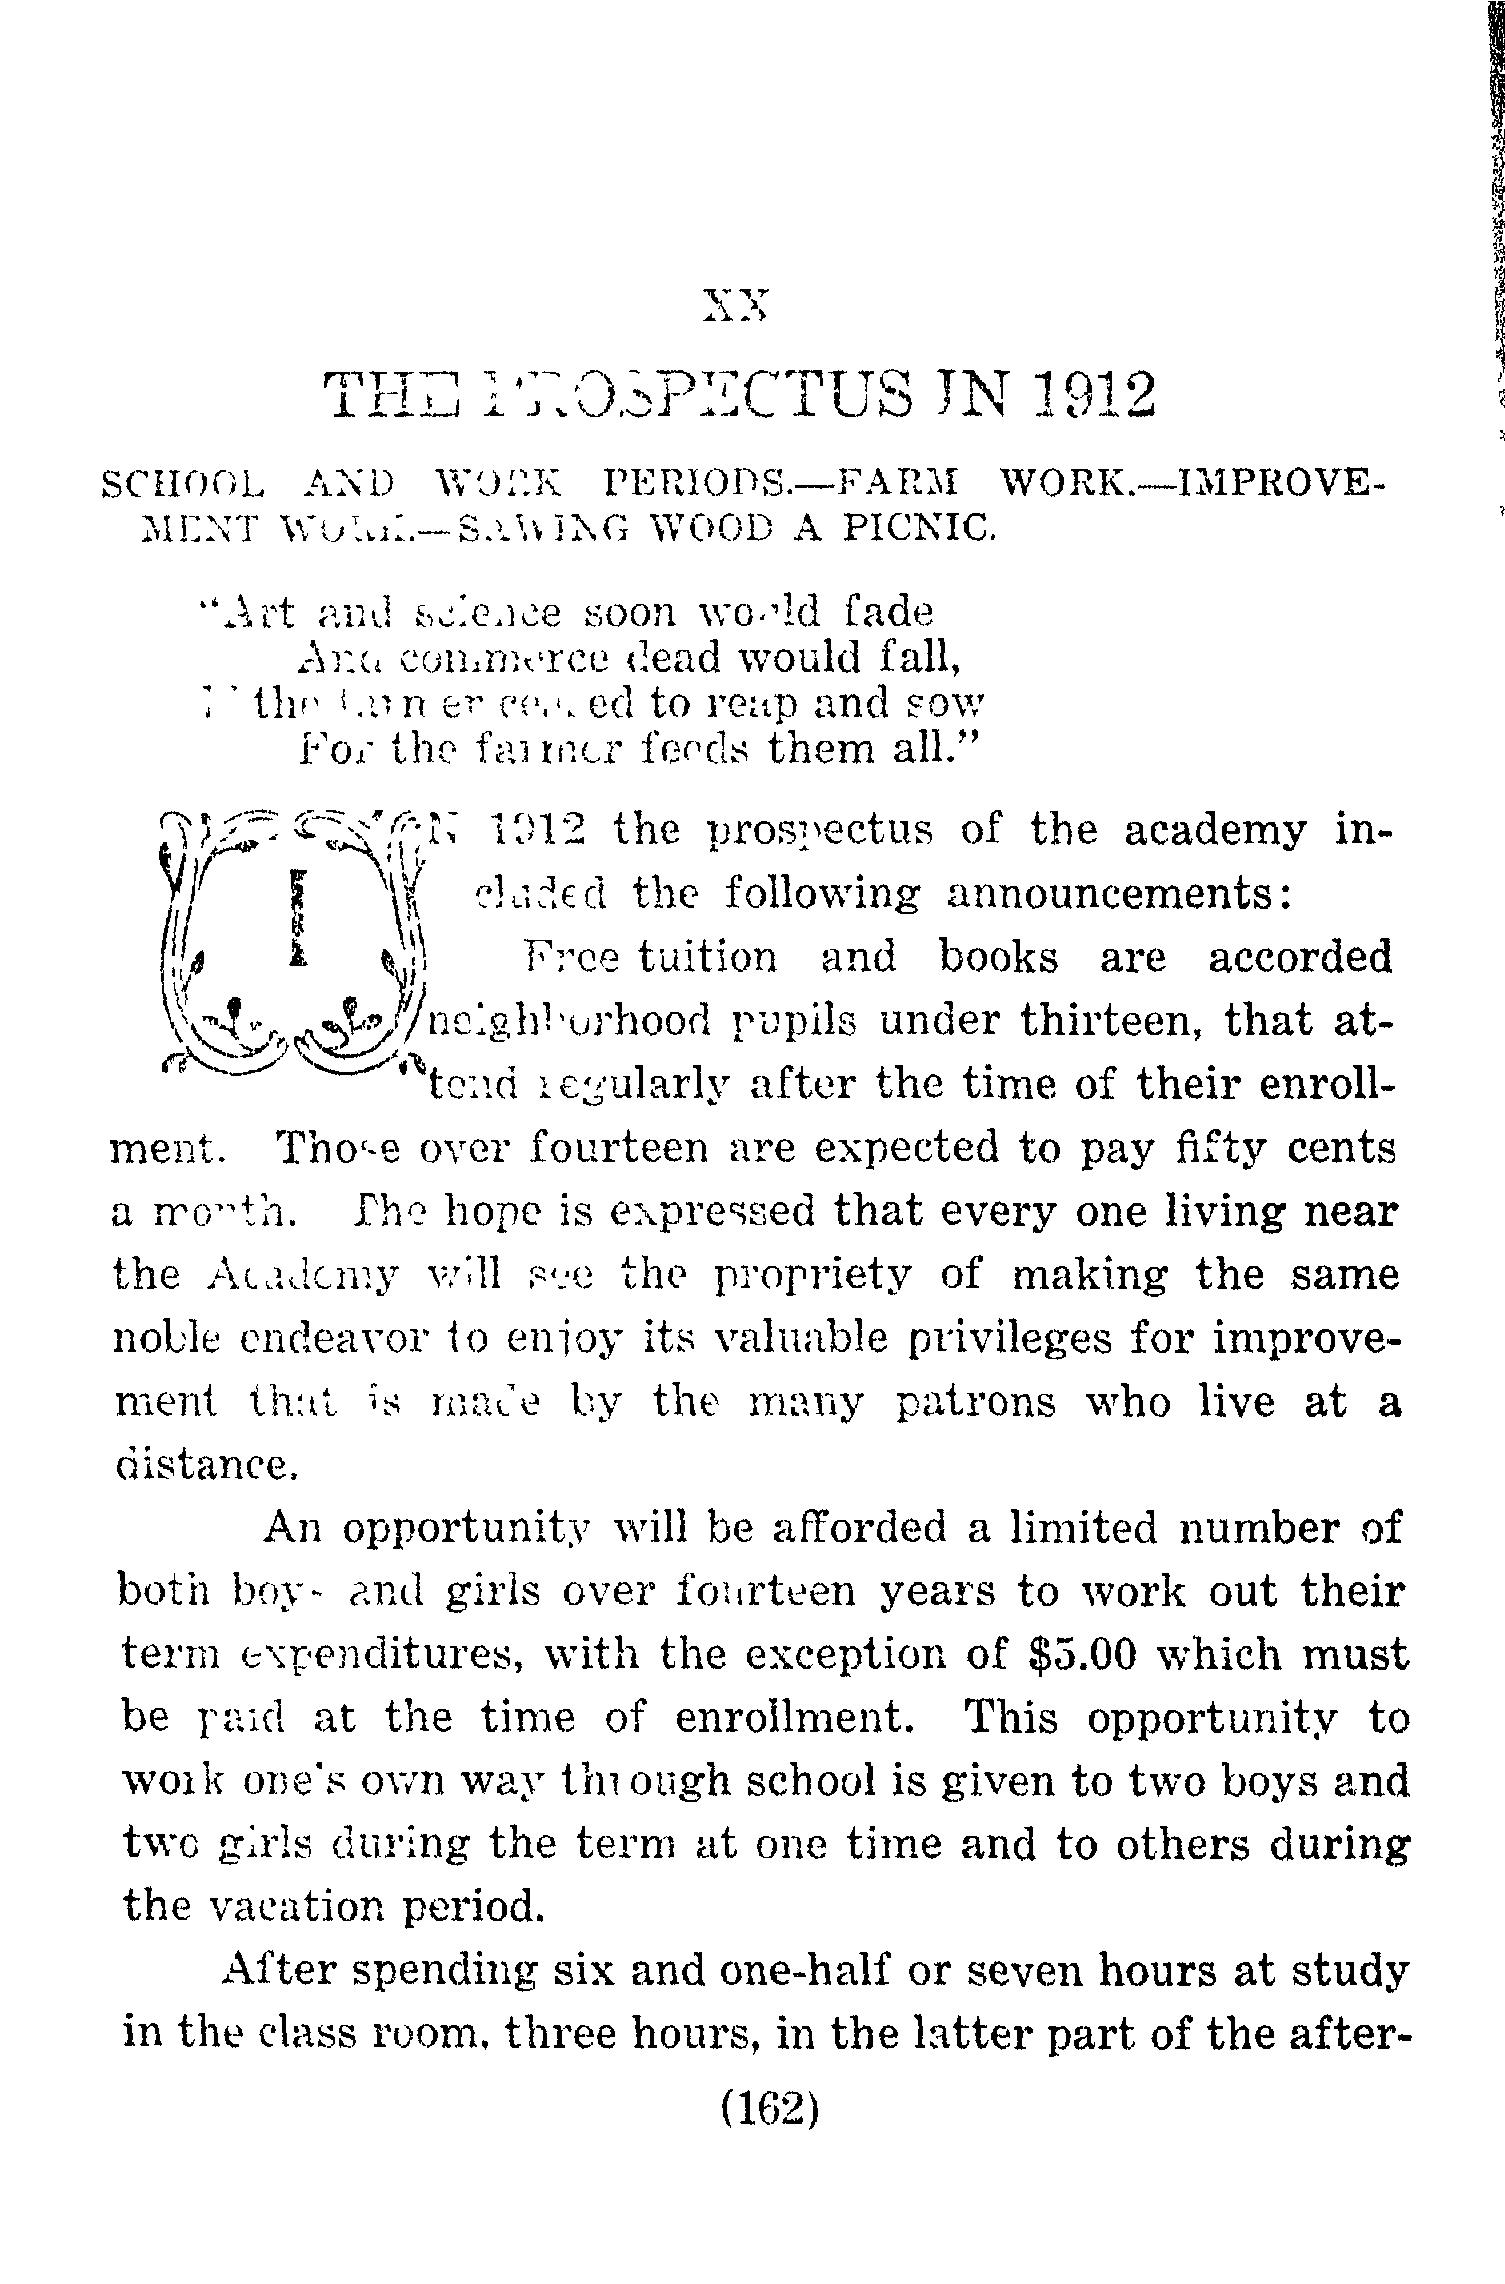 XX
THE PROSPECTUS IN 1912
SCHOOL AND WORK PERIODS.—FARM WORK.—IMPROVE-
MENT WORK.—SAWING WOOD A PICNIC.
"Art and science soon would fade
And commerce dead would fall,
If the farmer ceased to reap and sow
For the farmer feeds them all."
IN 1912 the prospectus of the academy in-
cluded the following announcements:
Free tuition and books are accorded
neighborhood pupils under thirteen, that at-
tend regularly after the time of their enroll-
ment. Those over fourteen are expected to pay fifty cents
a month. The hope is expressed that every one living near
the Academy will see the propriety of making the same
noble endeavor to enjoy its valuable privileges for improve-
ment that is made by the many patrons who live at a
distance.
An opportunity will be afforded a limited number of
both boys and girls over fourteen years to work out their
term expenditures, with the exception of $5.00 which must
be paid at the time of enrollment. This opportunity to
work one's own way through school is given to two boys and
two girls during the term at one time and to others during
the vacation period.
After spending six and one-half or seven hours at study
in the class room, three hours, in the latter part of the after-
(162)